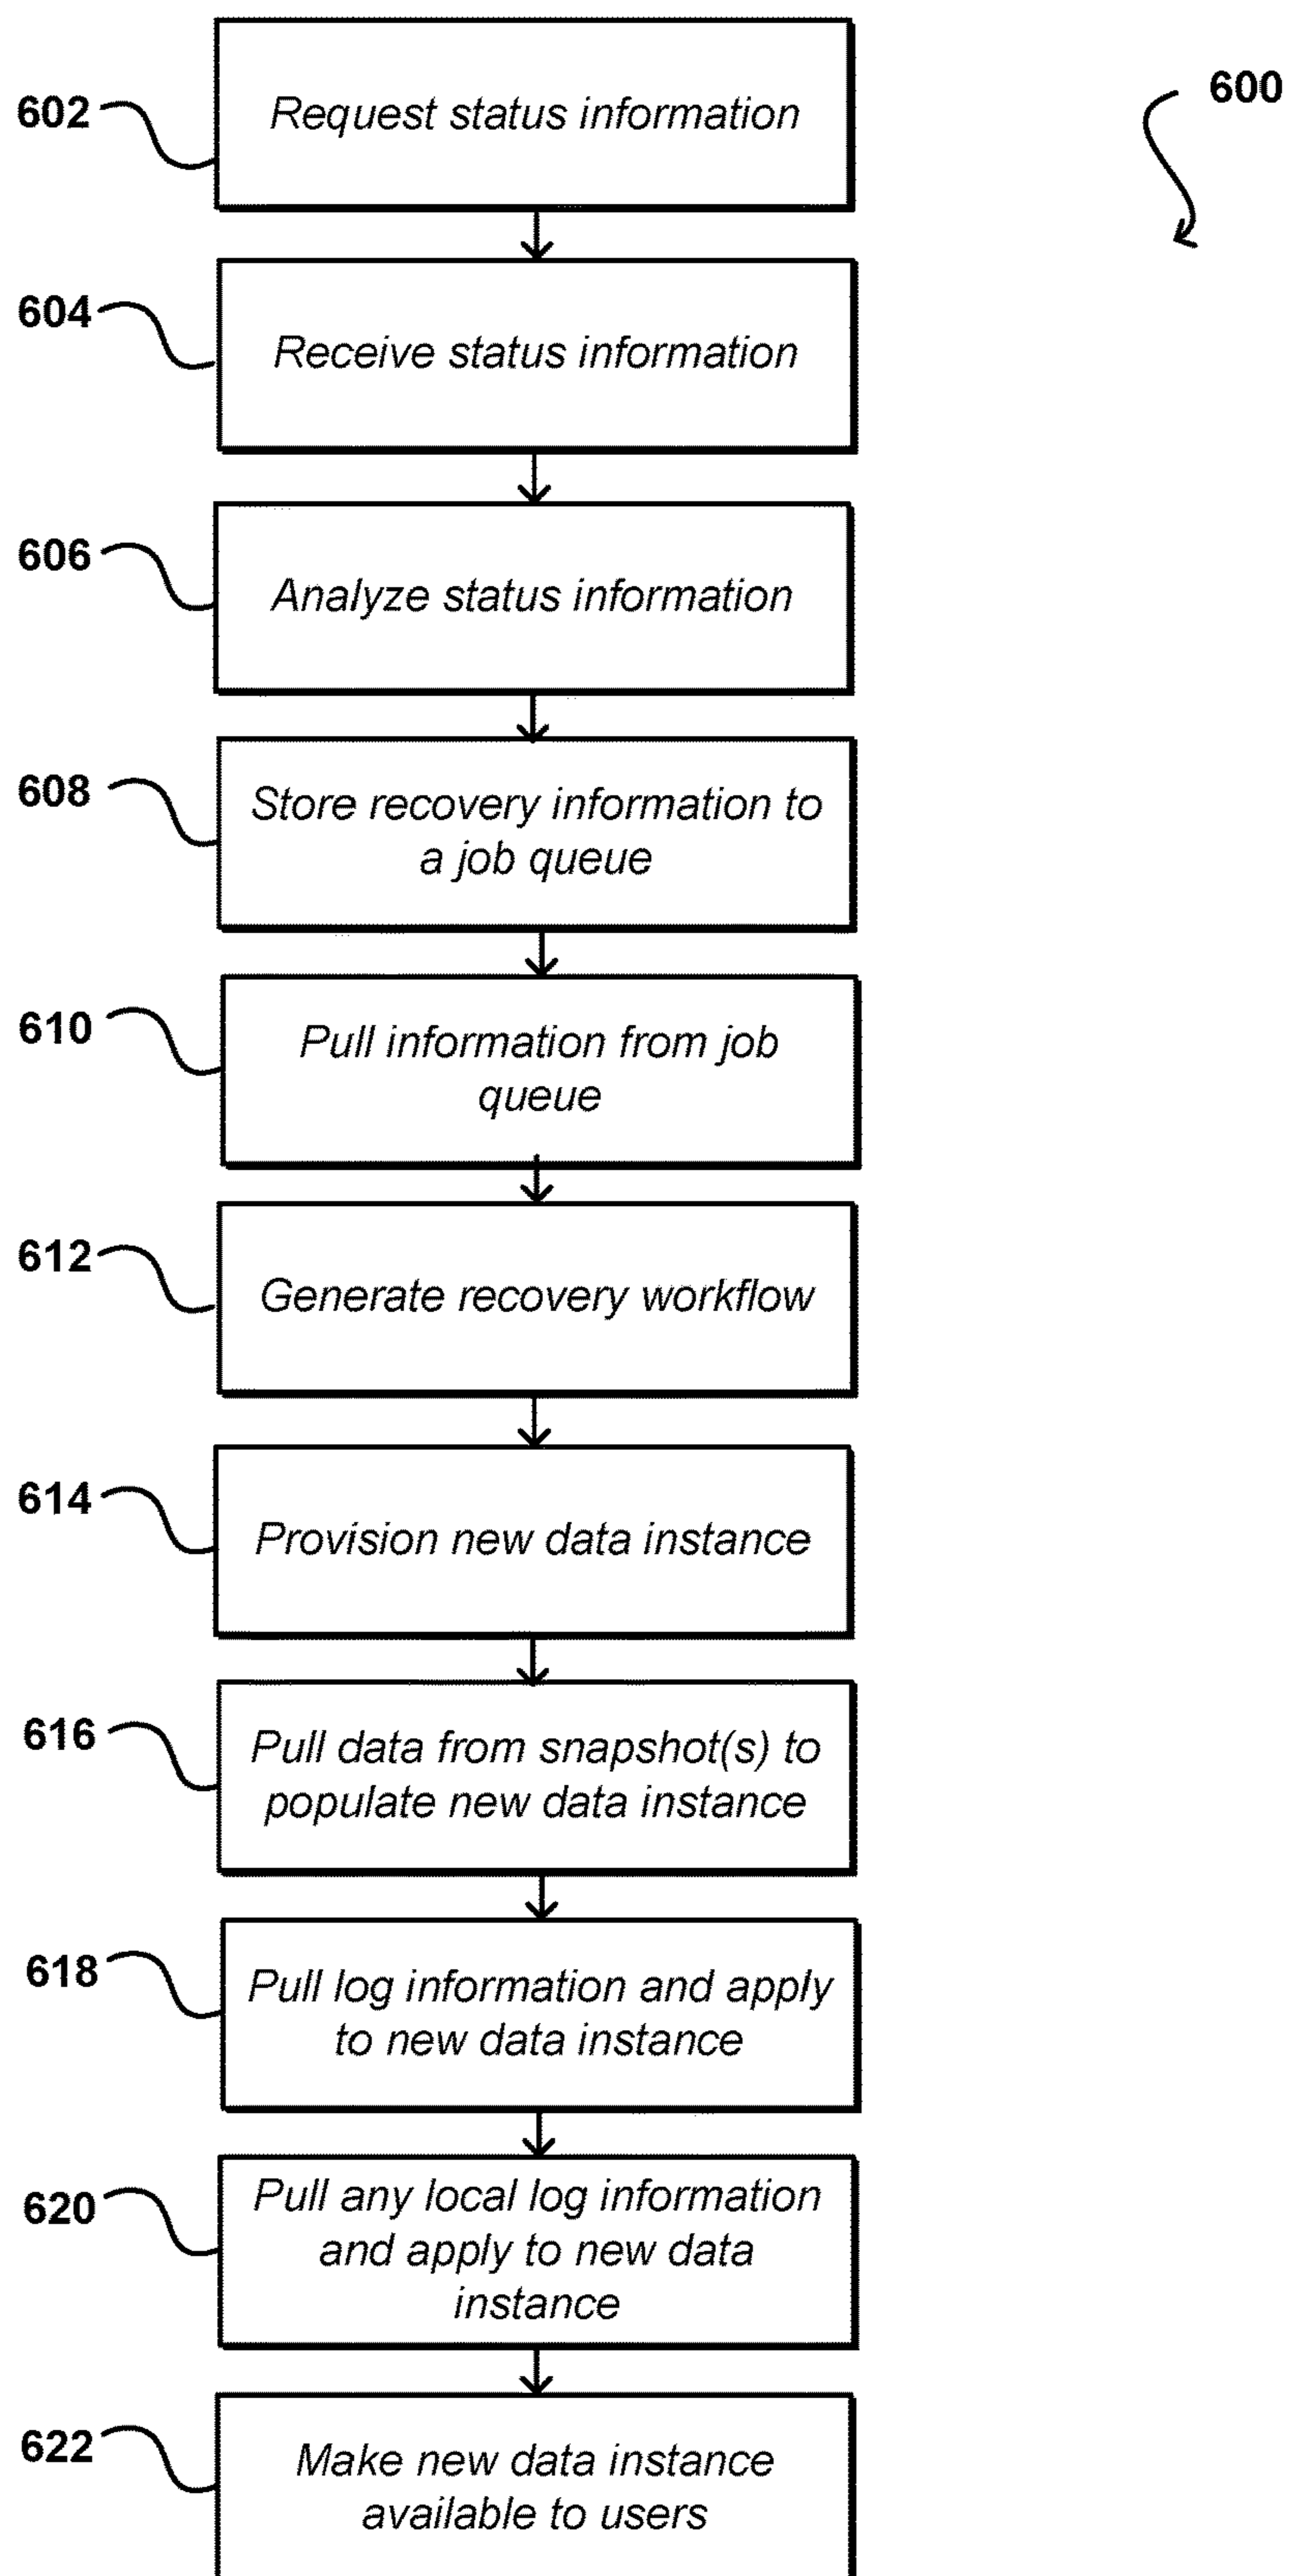 600
602
Request status information
604
Receive status information
606
Analyze status information
608
Store recovery information to
a job queue
610
Pull information from job
queue
612
Generate recovery workflow
614
Provision new data instance
616
Pull data from snapshot(s) to
populate new data instance
618
Pull log information and apply
to new data instance
620
Pull any local log information
and apply to new data
instance
622
Make new data instance
available to users